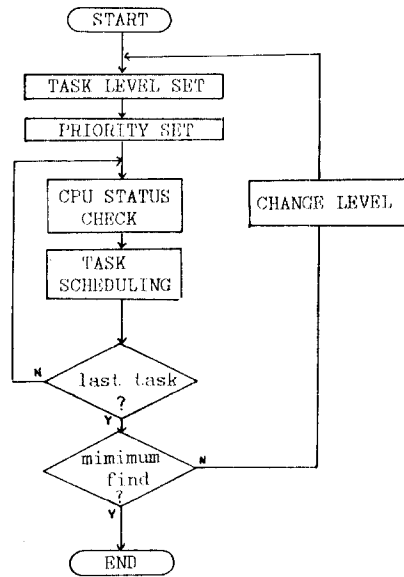 START
TASK LEVEL SET
PRIORITY SET
CPU STATUS
CHECK
CHANGE LEVEL
TASK
SCHEDULING
N
last task
?
Y
mimimum
find
?
N
Y
END